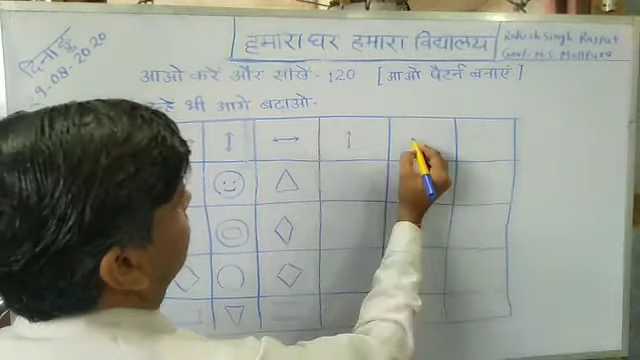 हमारा घर हमारा विद्यालय
Rakesh Singh Rajput
Govt. M.S.
दिनांक
9-08-2020
आओ करें और सीखें - 120 [आओ पैटर्न बनाएं]
इन्हे भी आगे बढ़ाओ-